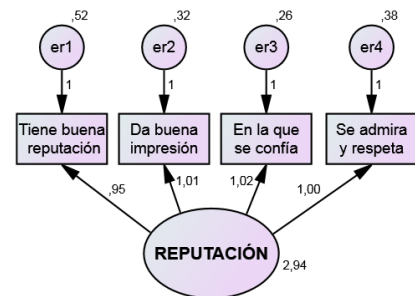 ,52 ,32 ,26 ,38
er1 er2 er3 er4
1 1 1 1
Tiene buena
reputación
Da buena
impresión
En la que
se confía
Se admira
y respeta
,95 1,01 1,02 1,00
REPUTACIÓN
2,94